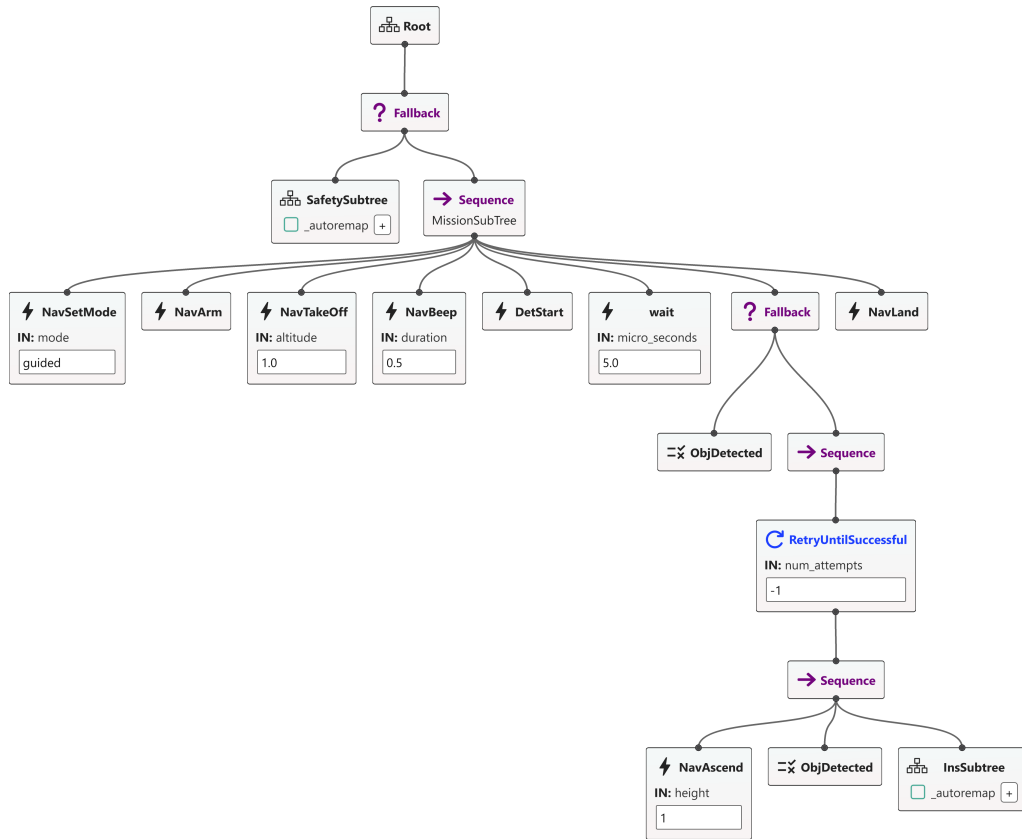 Root
? Fallback
SafetySubtree
_autoremap +
Sequence
MissionSubTree
NavSetMode
IN: mode
guided
NavArm
NavTakeOff
IN: altitude
1.0
NavBeep
IN: duration
0.5
DetStart
wait
IN: micro_seconds
5.0
? Fallback
NavLand
ObjDetected
Sequence
RetryUntilSuccessful
IN: num_attempts
-1
Sequence
NavAscend
IN: height
1
ObjDetected
InsSubtree
_autoremap +